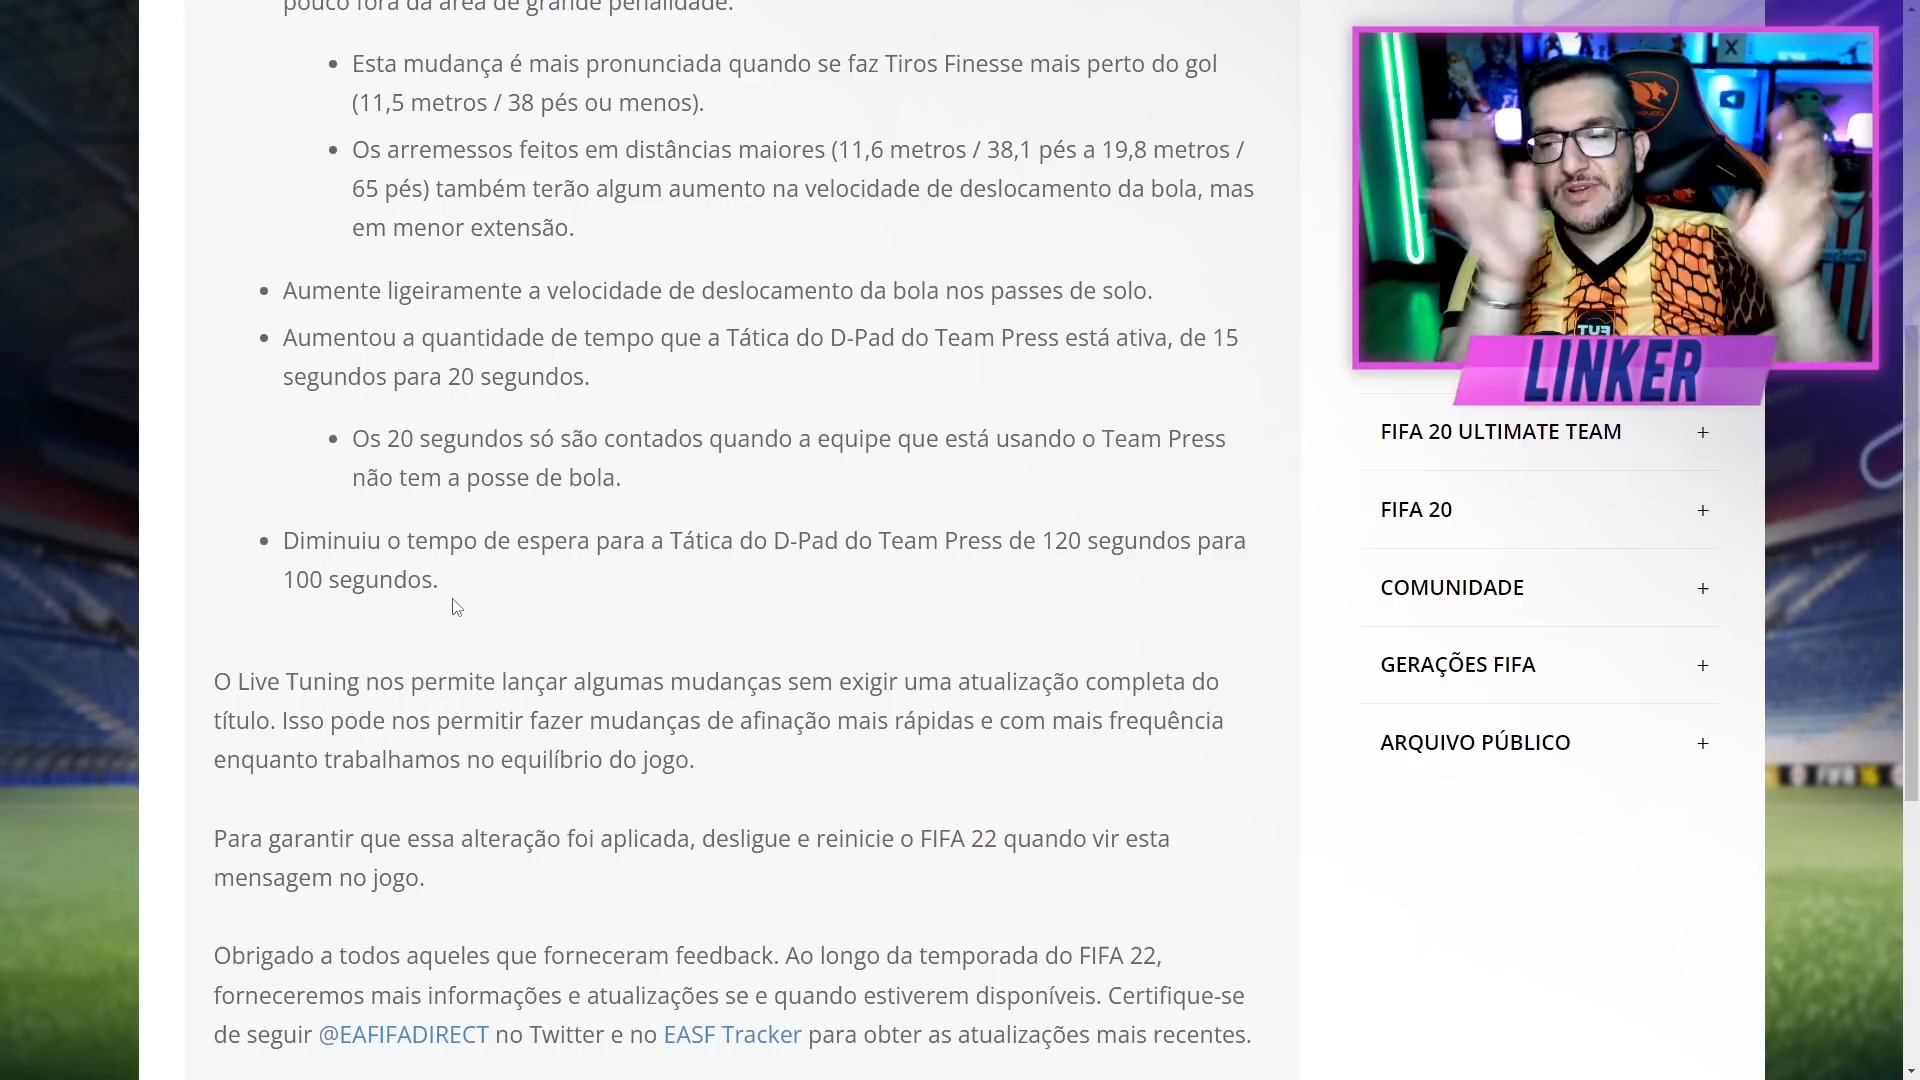 pouco fora da área de grande penalidade.
Esta mudança é mais pronunciada quando se faz Tiros Finesse mais perto do gol
(11,5 metros / 38 pés ou menos).
Os arremessos feitos em distâncias maiores (11,6 metros / 38,1 pés a 19,8 metros /
65 pés) também terão algum aumento na velocidade de deslocamento da bola, mas
em menor extensão.
Aumente ligeiramente a velocidade de deslocamento da bola nos passes de solo.
Aumentou a quantidade de tempo que a Tática do D-Pad do Team Press está ativa, de 15
segundos para 20 segundos.
Os 20 segundos só são contados quando a equipe que está usando o Team Press
não tem a posse de bola.
Diminuiu o tempo de espera para a Tática do D-Pad do Team Press de 120 segundos para
100 segundos.
O Live Tuning nos permite lançar algumas mudanças sem exigir uma atualização completa do
título. Isso pode nos permitir fazer mudanças de afinação mais rápidas e com mais frequência
enquanto trabalhamos no equilíbrio do jogo.
Para garantir que essa alteração foi aplicada, desligue e reinicie o FIFA 22 quando vir esta
mensagem no jogo.
Obrigado a todos aqueles que forneceram feedback. Ao longo da temporada do FIFA 22,
forneceremos mais informações e atualizações se e quando estiverem disponíveis. Certifique-se
de seguir @EAFIFADIRECT no Twitter e no EASF Tracker para obter as atualizações mais recentes.
LINKER
FIFA 20 ULTIMATE TEAM +
FIFA 20 +
COMUNIDADE +
GERAÇÕES FIFA +
ARQUIVO PÚBLICO +